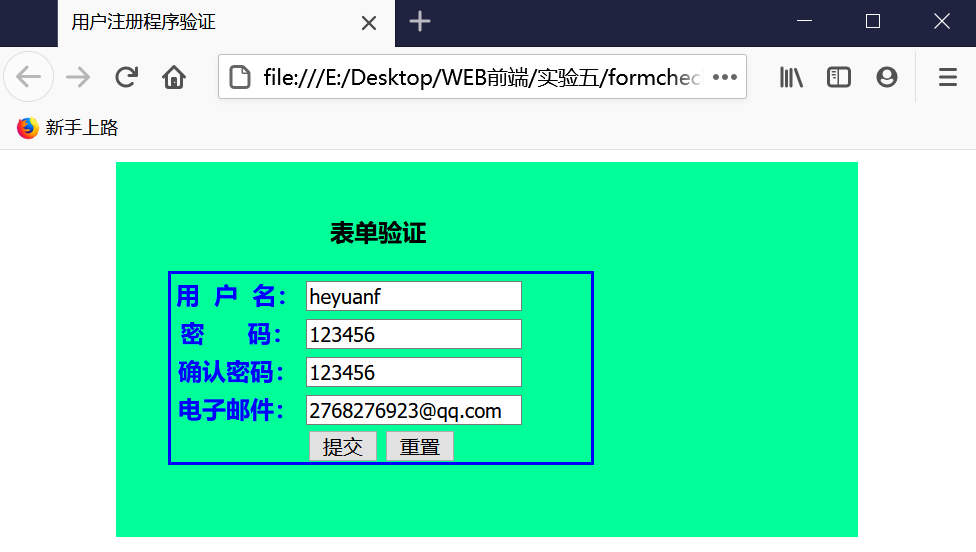 用户注册程序验证
file:///E:/Desktop/WEB前端/实验五/formchec
新手上路
表单验证
用 户 名： heyuanf
密 码： 123456
确认密码： 123456
电子邮件： 2768276923@qq.com
提交 重置